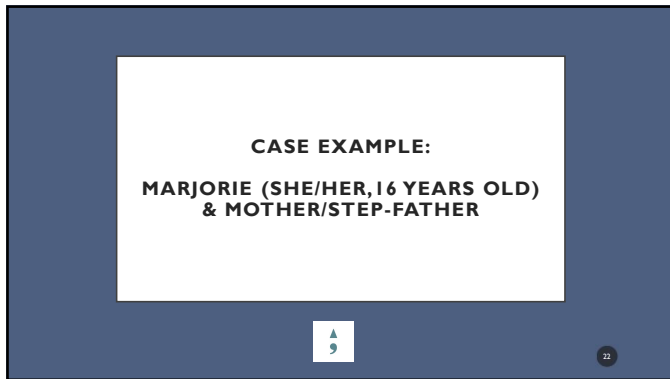 CASE EXAMPLE:
MARJORIE (SHE/HER,16 YEARS OLD)
& MOTHER/STEP-FATHER
22